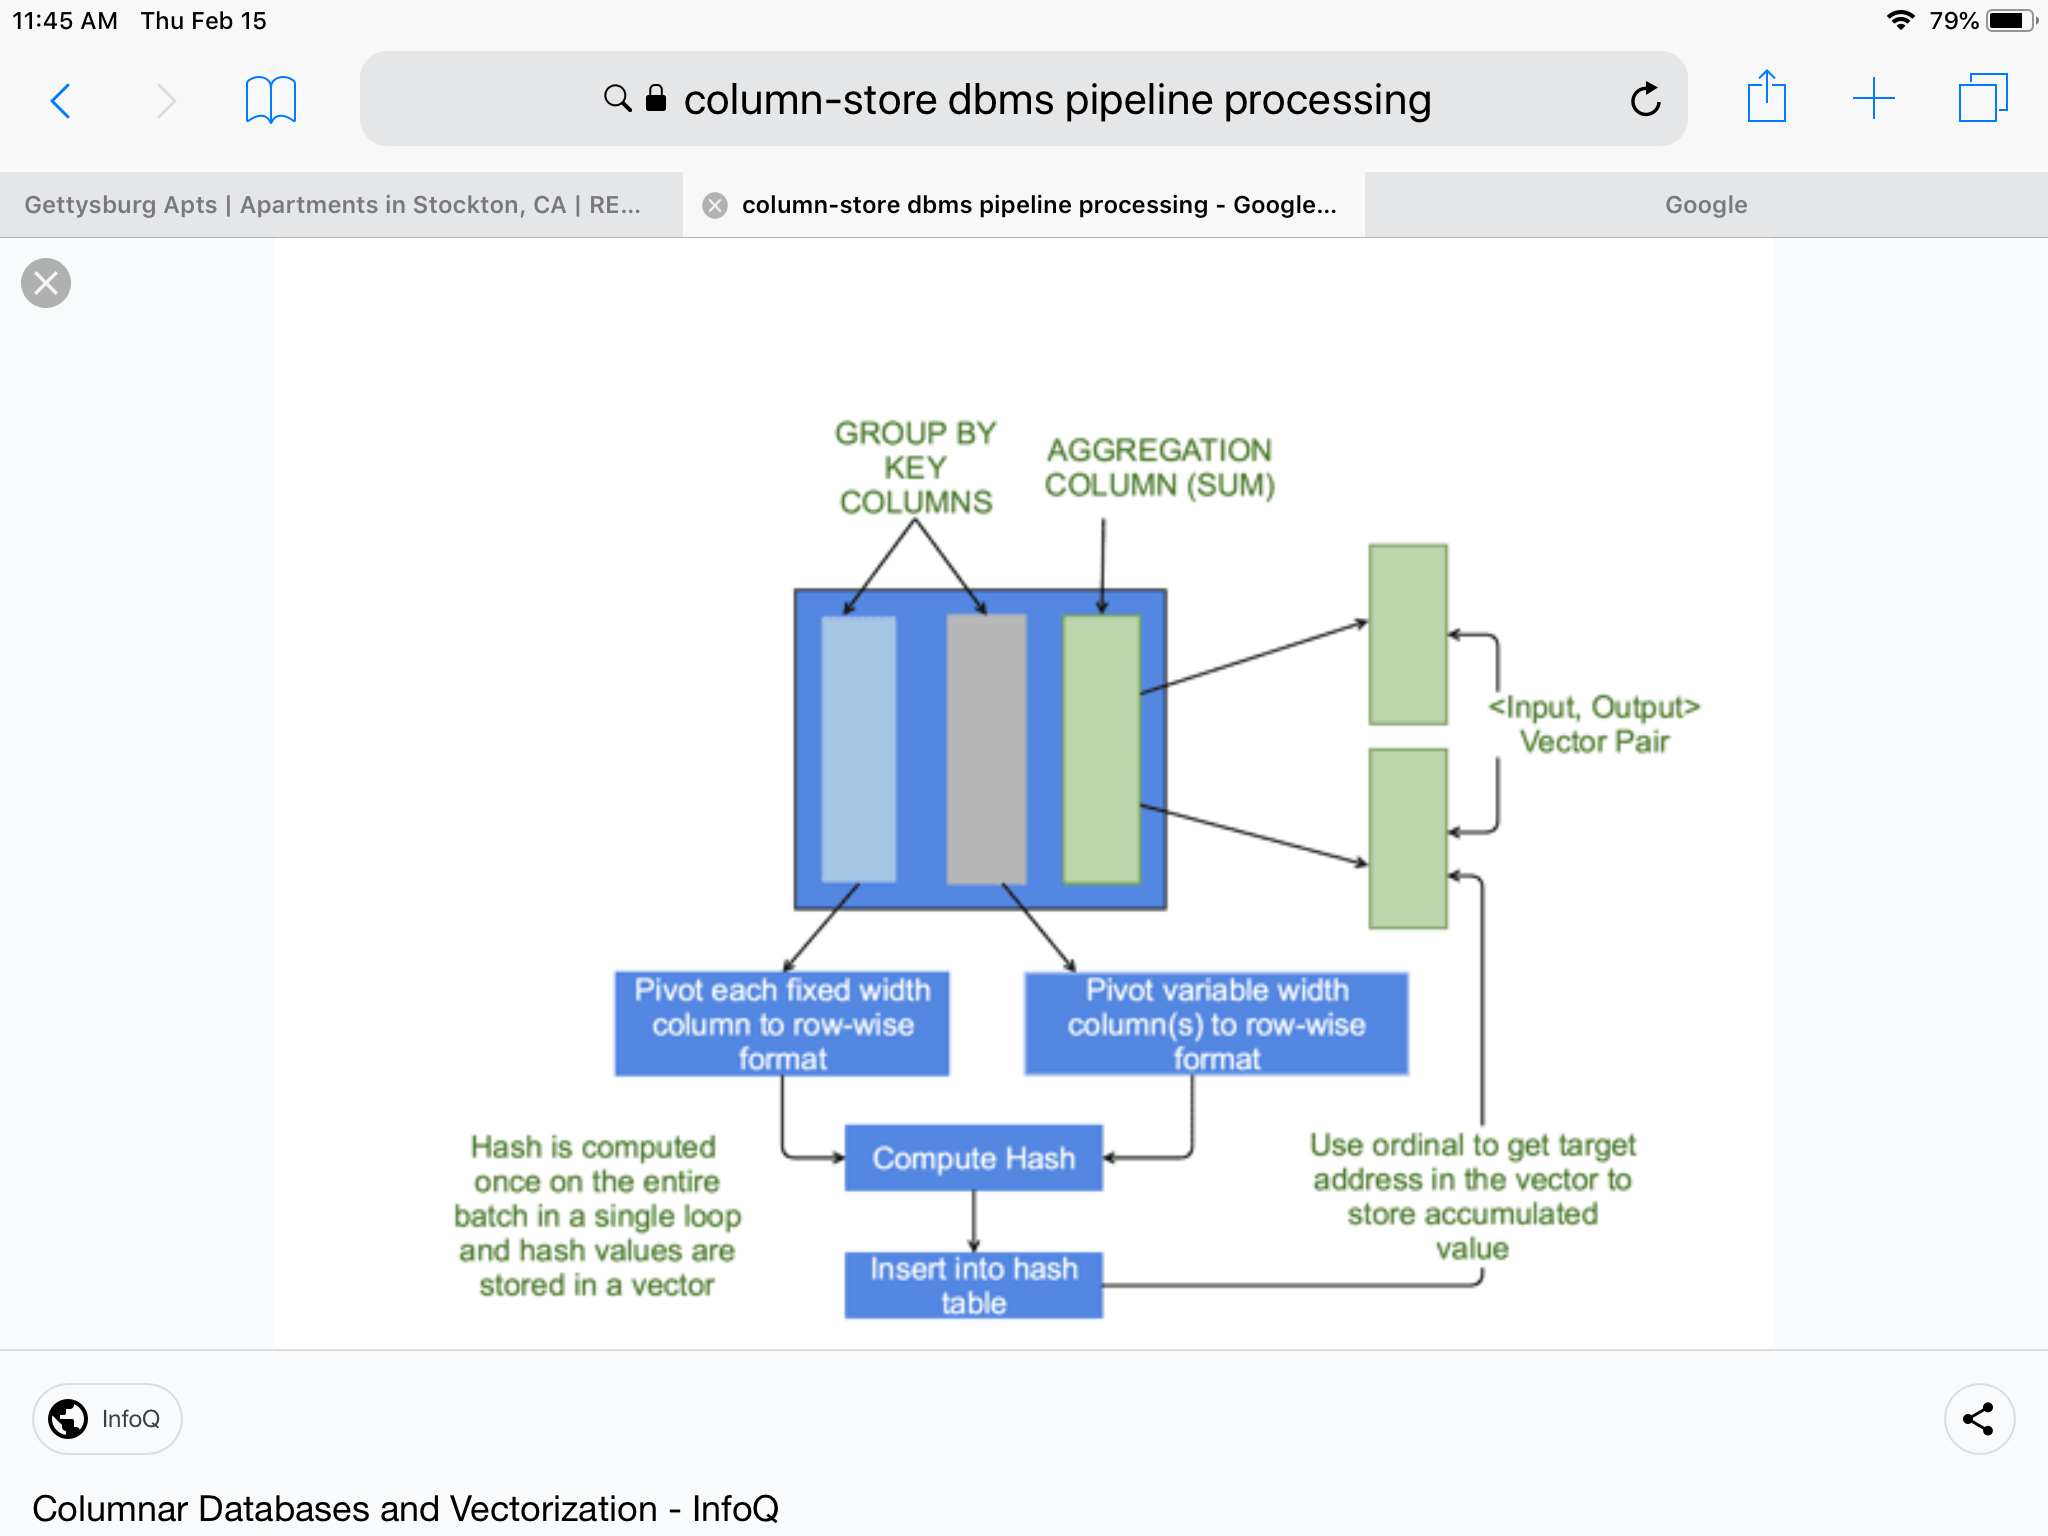 11:45 AM Thu Feb 15
79%
column-store dbms pipeline processing
Gettysburg Apts | Apartments in Stockton, CA | RE...
column-store dbms pipeline processing - Google...
Google
GROUP BY
KEY
COLUMNS
AGGREGATION
COLUMN (SUM)
<Input, Output>
Vector Pair
Pivot each fixed width
column to row-wise
format
Pivot variable width
column(s) to row-wise
format
Hash is computed
once on the entire
batch in a single loop
and hash values are
stored in a vector
Compute Hash
Use ordinal to get target
address in the vector to
store accumulated
value
Insert into hash
table
InfoQ
Columnar Databases and Vectorization - InfoQ